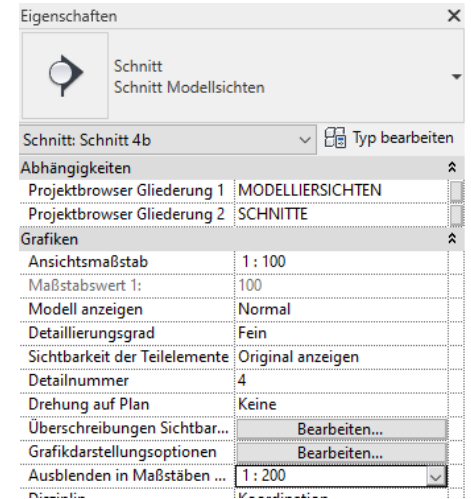 Eigenschaften
Schnitt
Schnitt Modellsichten
Schnitt: Schnitt 4b Typ bearbeiten
Abhängigkeiten
Projektbrowser Gliederung 1 MODELLIERSICHTEN
Projektbrowser Gliederung 2 SCHNITTE
Grafiken
Ansichtsmaßstab 1 : 100
Maßstabswert 1: 100
Modell anzeigen Normal
Detaillierungsgrad Fein
Sichtbarkeit der Teilelemente Original anzeigen
Detailnummer 4
Drehung auf Plan Keine
Überschreibungen Sichtbar... Bearbeiten...
Grafikdarstellungsoptionen Bearbeiten...
Ausblenden in Maßstäben ... 1 : 200
Disziplin Koordination